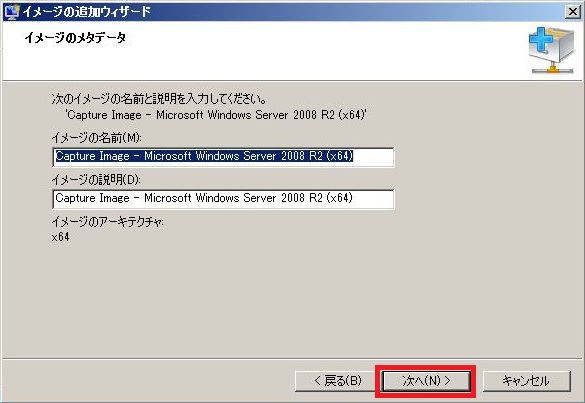 イメージの追加ウィザード
イメージのメタデータ
次のイメージの名前と説明を入力してください。
'Capture Image - Microsoft Windows Server 2008 R2 (x64)'
イメージの名前(M):
Capture Image - Microsoft Windows Server 2008 R2 (x64)
イメージの説明(D):
Capture Image - Microsoft Windows Server 2008 R2 (x64)
イメージのアーキテクチャ:
x64
< 戻る(B) 次へ(N) > キャンセル